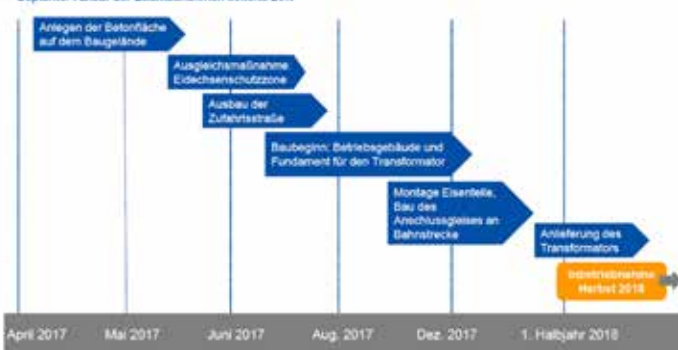 Anlegen der Betonfläche
auf dem Baugelände
Ausgleichsmaßnahme
Eidechsenschutzzone
Ausbau der
Zufahrtsstraße
Baubeginn: Betriebsgebäude und
Fundament für den Transformator
Montage Eisenteile,
Bau des
Anschlussgleises an
Bahnstrecke
Anlieferung des
Transformators
Inbetriebnahme
Herbst 2018
April 2017
Mai 2017
Juni 2017
Aug. 2017
Dez. 2017
1. Halbjahr 2018